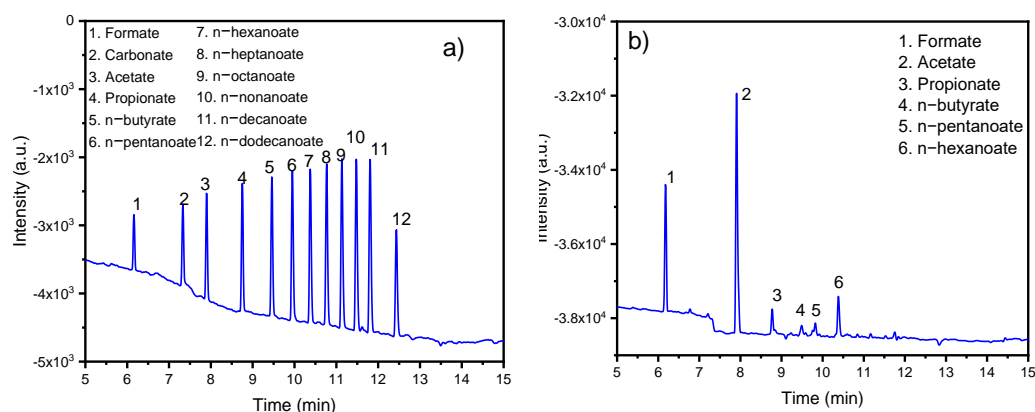 a)
1. Formate 7. n−hexanoate
2. Carbonate 8. n−heptanoate
3. Acetate 9. n−octanoate
4. Propionate 10. n−nonanoate
5. n−butyrate 11. n−decanoate
6. n−pentanoate 12. n−dodecanoate
0
-1x10³
-2x10³
-3x10³
-4x10³
-5x10³
Intensity (a.u.)
1 2 3 4 5 6 7 8 9 10 11 12
5 6 7 8 9 10 11 12 13 14 15
Time (min)
b)
1. Formate
2. Acetate
3. Propionate
4. n−butyrate
5. n−pentanoate
6. n−hexanoate
-3.0x10⁴
-3.2x10⁴
-3.4x10⁴
-3.6x10⁴
-3.8x10⁴
Intensity (a.u.)
1 2 3 4 5 6
5 6 7 8 9 10 11 12 13 14 15
Time (min)